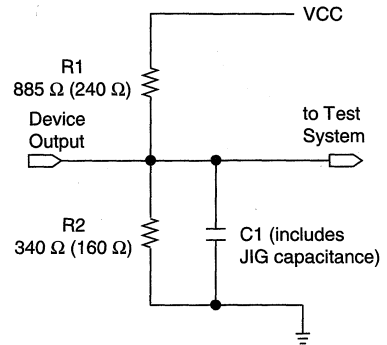 VCC
R1
885 Ω (240 Ω)
Device
Output
to Test
System
R2
340 Ω (160 Ω)
C1 (includes
JIG capacitance)